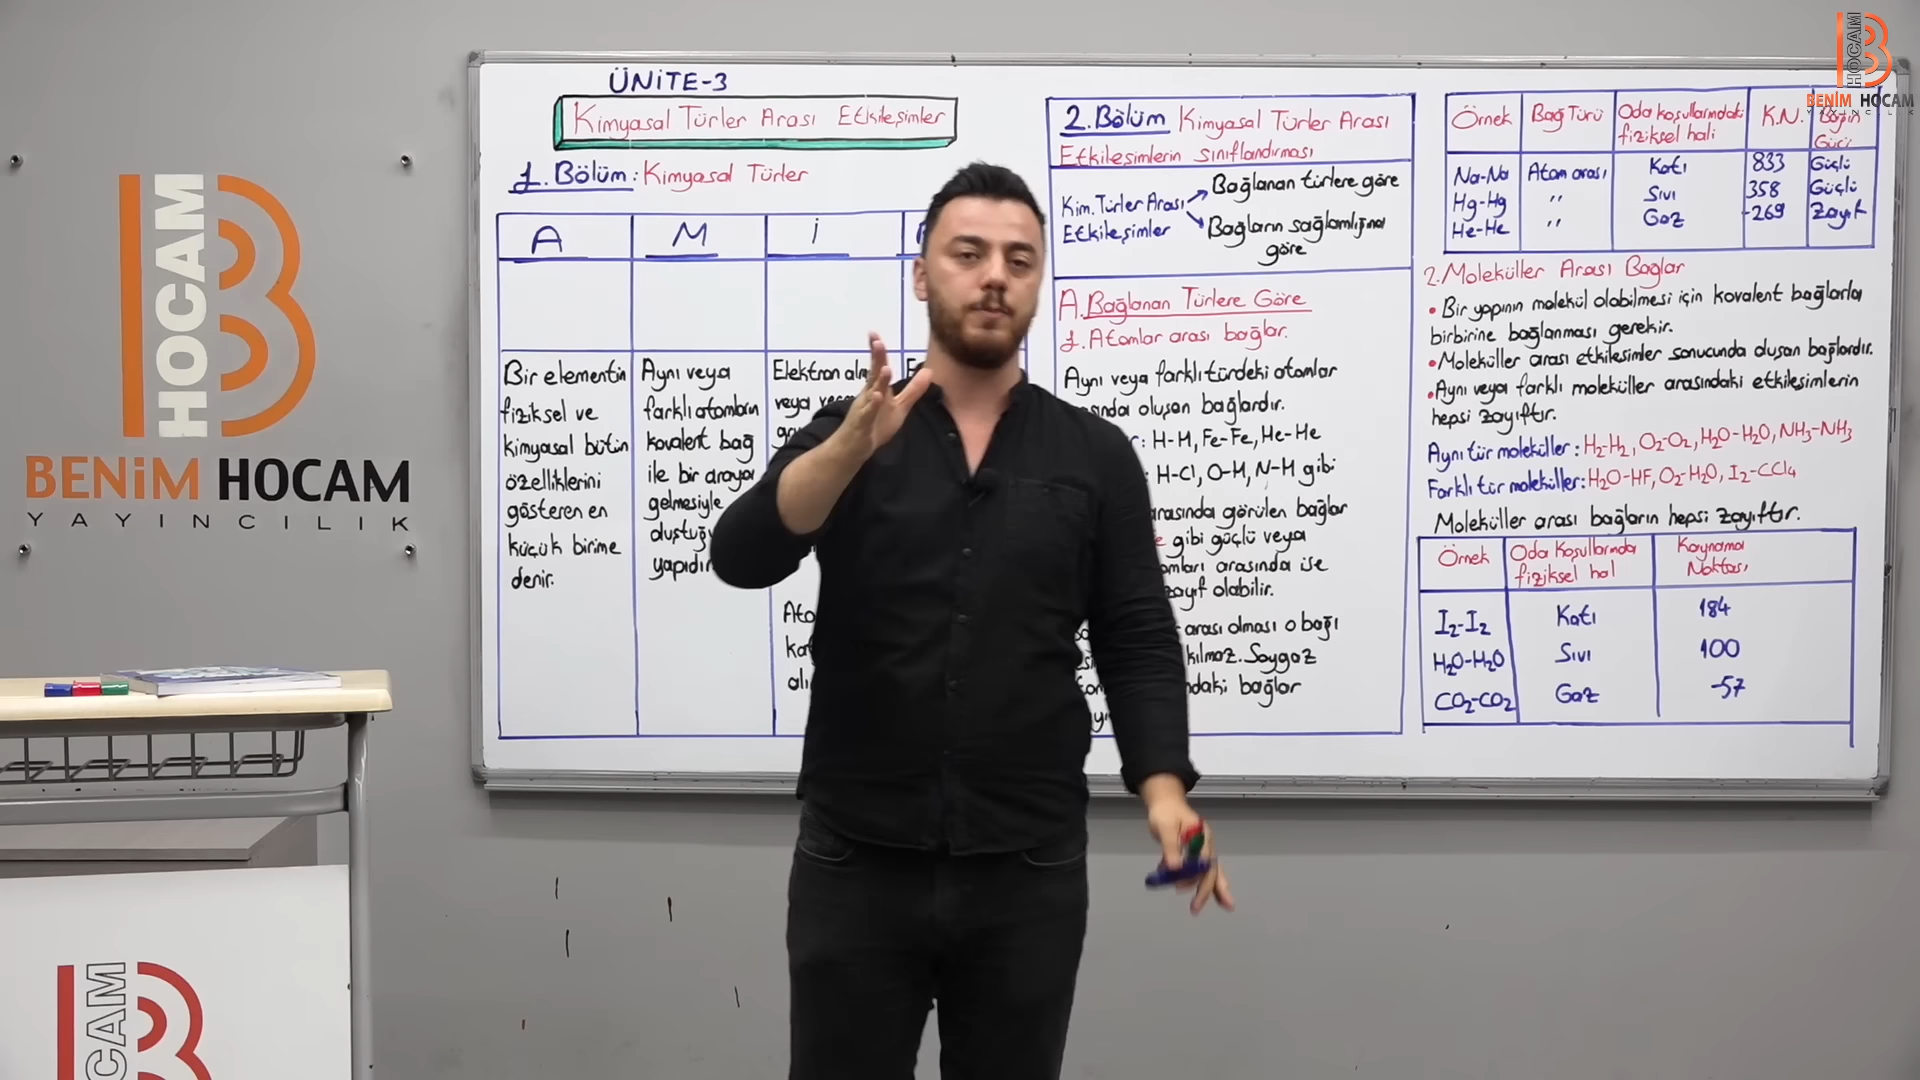 B
HOCAM
BENİM HOCAM
YAYINCILIK
B
HOCAM
BENİM HOCAM
YAYINCILIK
B
HOCAM
ÜNİTE-3
Kimyasal Türler Arası Etkileşimler
1. Bölüm: Kimyasal Türler
A M İ
Bir elementin
fiziksel ve
kimyasal bütün
özelliklerini
gösteren en
küçük birime
denir.
Aynı veya
farklı atomların
kovalent bağ
ile bir araya
gelmesiyle
oluştuğu
yapıdır
Elektron
veya
2. Bölüm Kimyasal Türler Arası
Etkileşimlerin sınıflandırması
Kim. Türler Arası
Etkileşimler
Bağlanan türlere göre
Bağların sağlamlığına
göre
A. Bağlanan Türlere Göre
1. Atomlar arası bağlar.
Aynı veya farklı türdeki atomlar
oluşan bağlardır.
: H-H, Fe-Fe, He-He
: H-Cl, O-H, N-H gibi
arasında görülen bağlar
gibi güçlü veya
arasında ise
zayıf olabilir.
arası olması o bağı
kılmaz. Soygaz
bağlar
Örnek Bağ Türü Oda koşullarındaki fiziksel hali K.N.
Na-Na Atom arası Katı 833 Güçlü
Hg-Hg '' Sıvı 358 Güçlü
He-He '' Gaz -269 Zayıf
2. Moleküller Arası Bağlar
• Bir yapının molekül olabilmesi için kovalent bağlarla
birbirine bağlanması gerekir.
• Moleküller arası etkileşimler sonucunda oluşan bağlardır.
• Aynı veya farklı moleküller arasındaki etkileşimlerin
hepsi zayıftır.
Aynı tür moleküller: H₂-H₂, O₂-O₂, H₂O-H₂O, NH₃-NH₃
Farklı tür moleküller: H₂O-HF, O₂-H₂O, I₂-CCl₄
Moleküller arası bağların hepsi zayıftır.
Örnek Oda koşullarında fiziksel hal Kaynama Noktası
I₂-I₂ Katı 184
H₂O-H₂O Sıvı 100
CO₂-CO₂ Gaz -57